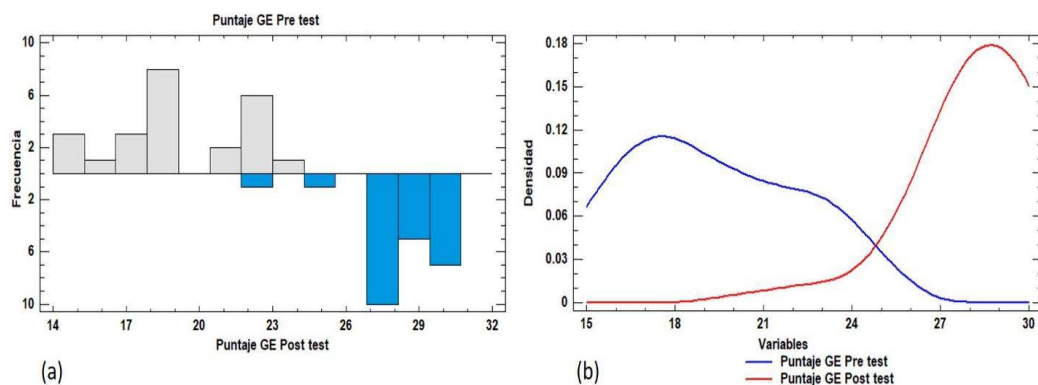 Puntaje GE Pre test
10
6
2
2
6
10
Frecuencia
14 17 20 23 26 29 32
Puntaje GE Post test
(a)
0.18
0.15
0.12
0.09
0.06
0.03
0
Densidad
15 18 21 24 27 30
Variables
Puntaje GE Pre test
Puntaje GE Post test
(b)